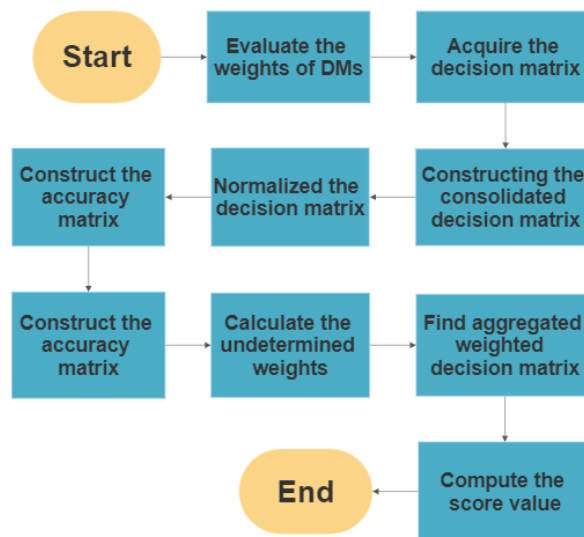 Start
Evaluate the
weights of DMs
Acquire the
decision matrix
Constructing the
consolidated
decision matrix
Normalized the
decision matrix
Construct the
accuracy
matrix
Construct the
accuracy
matrix
Calculate the
undetermined
weights
Find aggregated
weighted
decision matrix
Compute the
score value
End